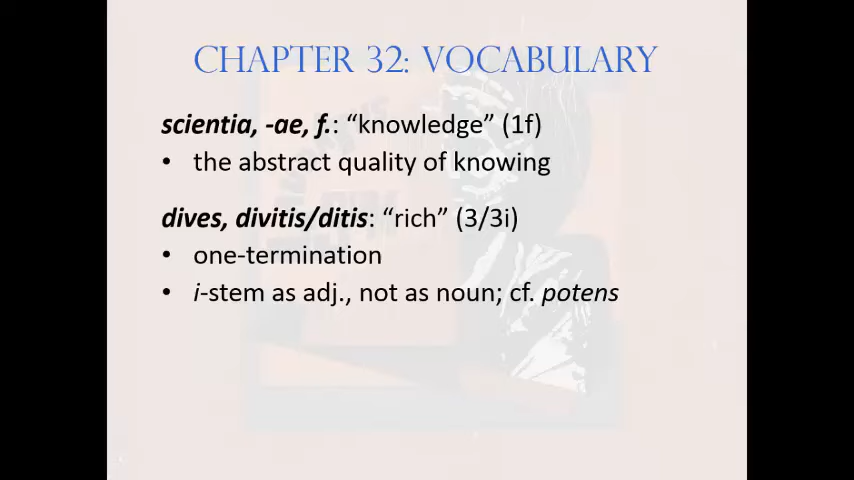 CHAPTER 32: VOCABULARY
scientia, -ae, f.: “knowledge” (1f)
• the abstract quality of knowing
dives, divitis/ditis: “rich” (3/3i)
• one-termination
• i-stem as adj., not as noun; cf. potens